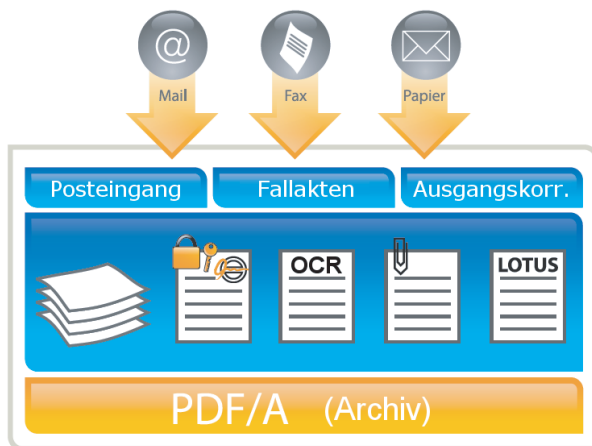 @
Mail
Fax
Papier
Posteingang
Fallakten
Ausgangskorr.
OCR
LOTUS
PDF/A (Archiv)